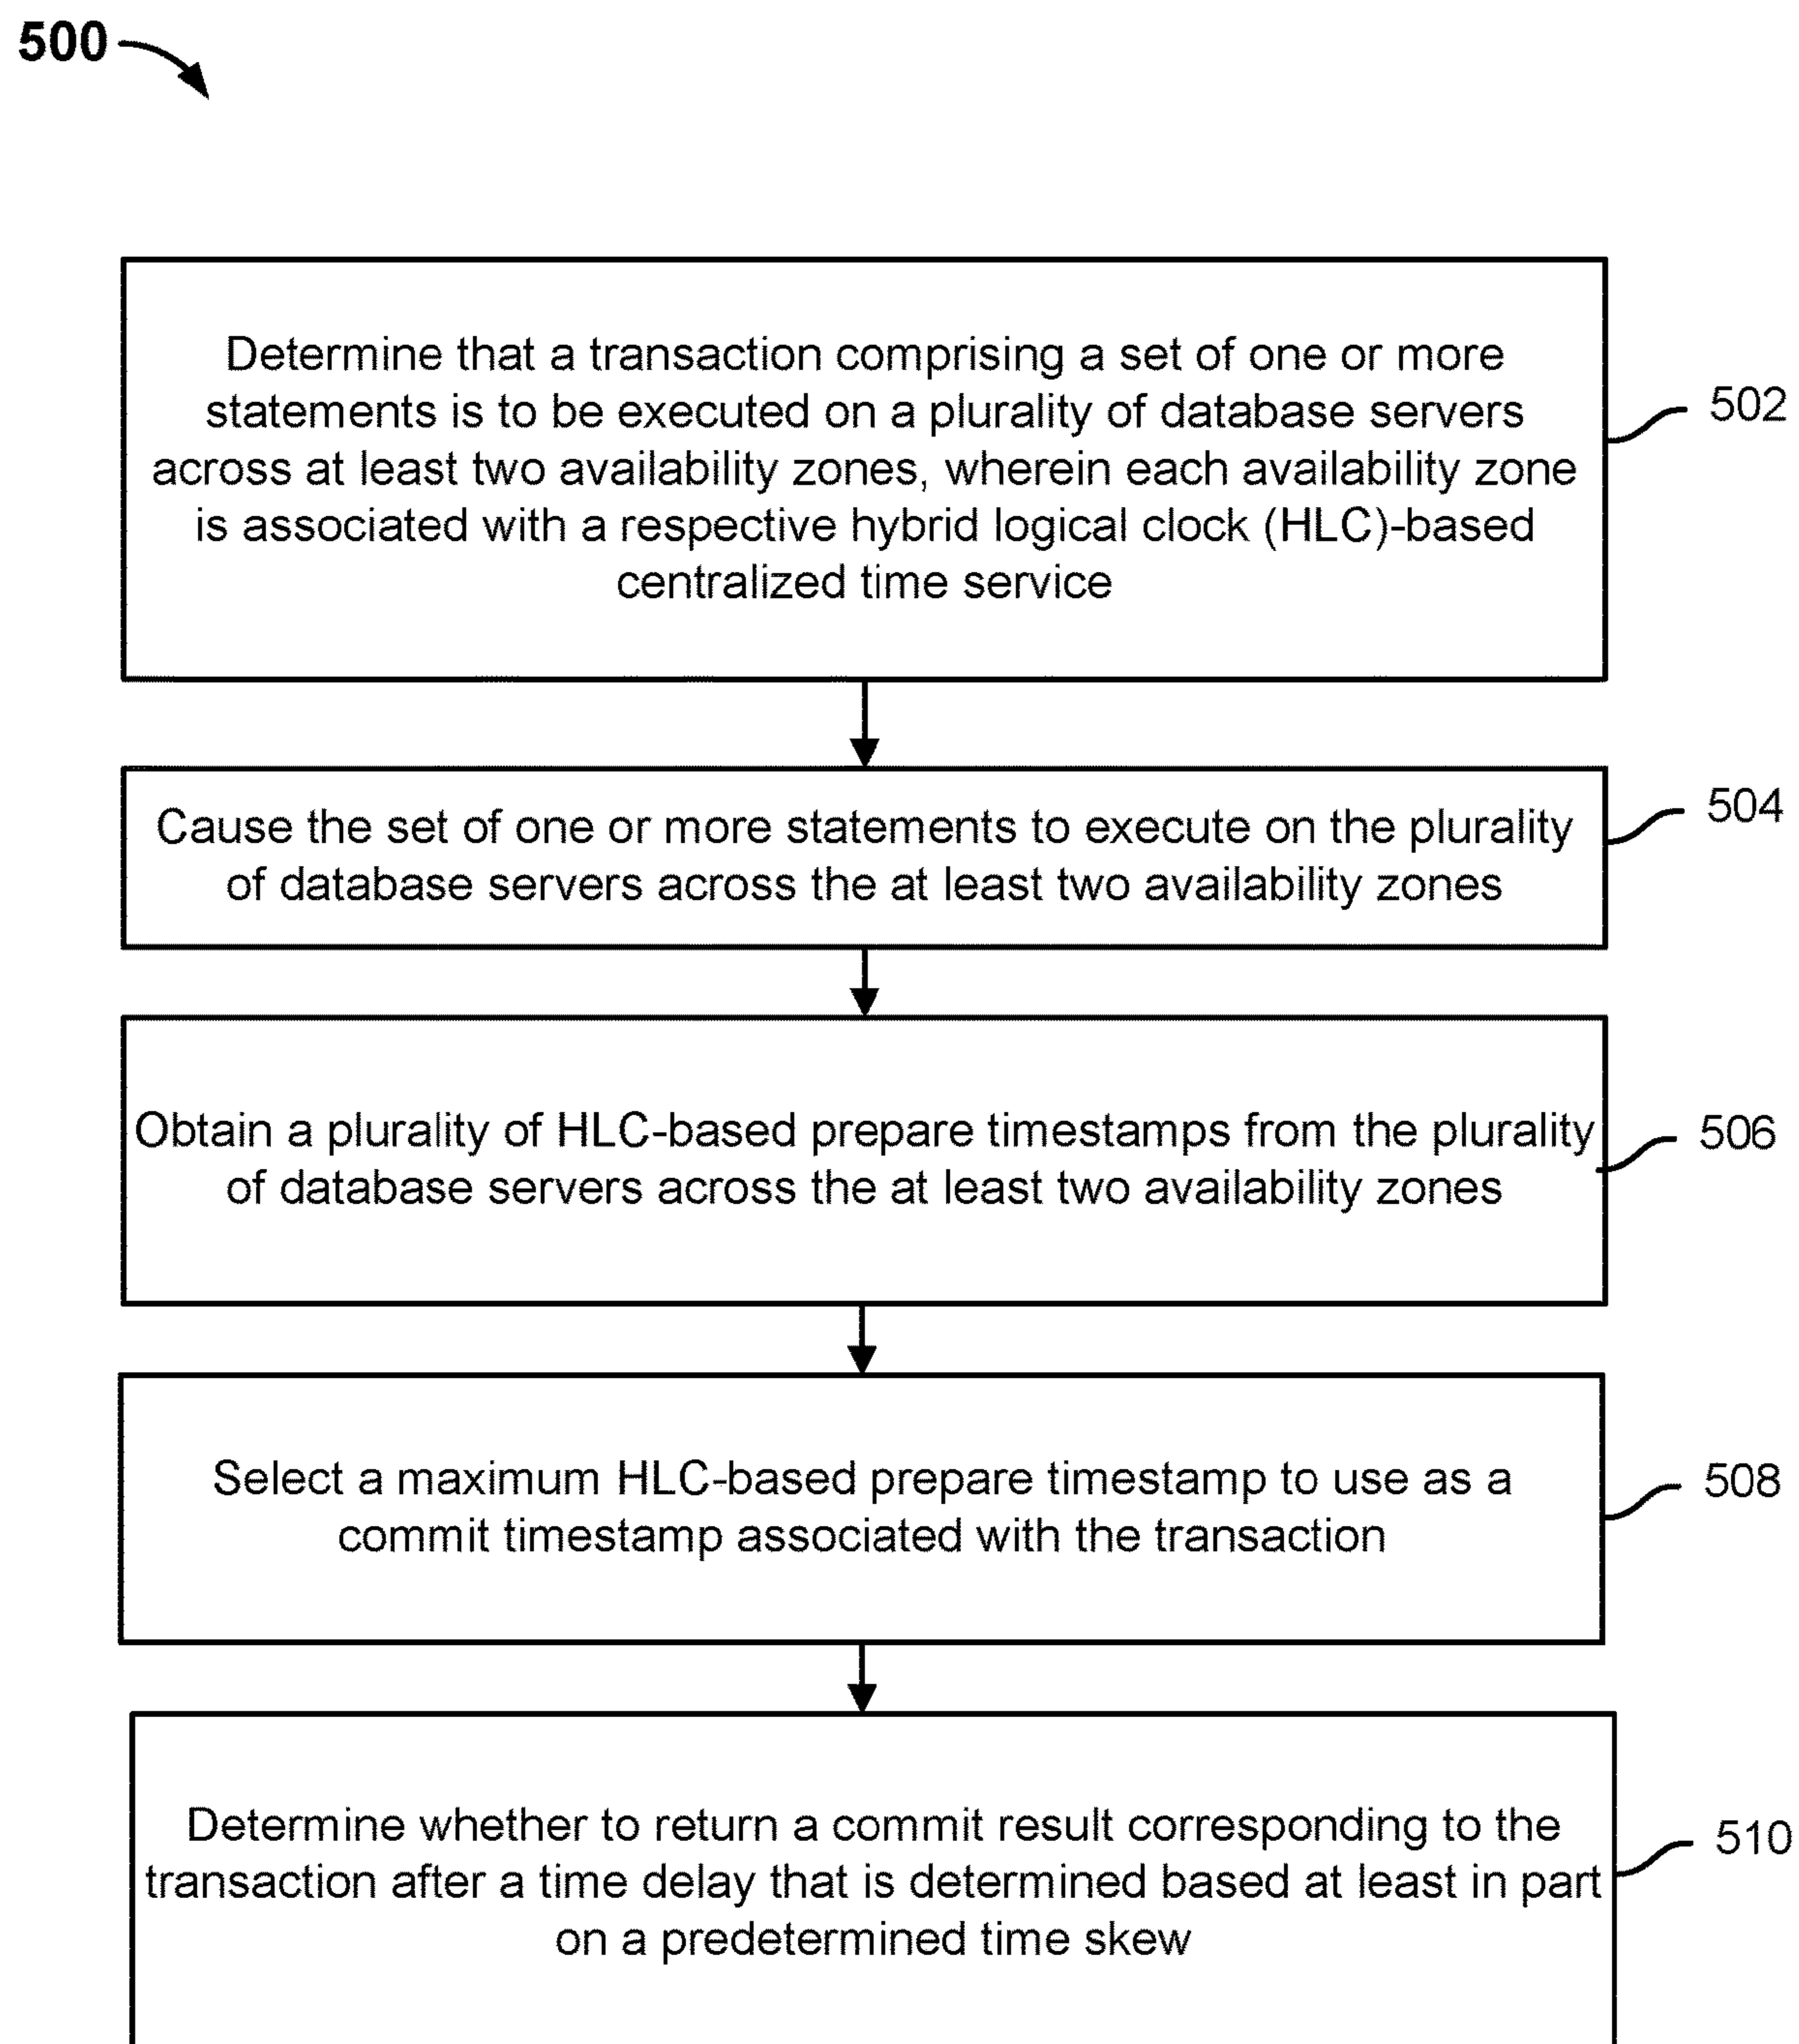 500
Determine that a transaction comprising a set of one or more
statements is to be executed on a plurality of database servers
across at least two availability zones, wherein each availability zone
is associated with a respective hybrid logical clock (HLC)-based
centralized time service
502
Cause the set of one or more statements to execute on the plurality
of database servers across the at least two availability zones
504
Obtain a plurality of HLC-based prepare timestamps from the plurality
of database servers across the at least two availability zones
506
Select a maximum HLC-based prepare timestamp to use as a
commit timestamp associated with the transaction
508
Determine whether to return a commit result corresponding to the
transaction after a time delay that is determined based at least in part
on a predetermined time skew
510